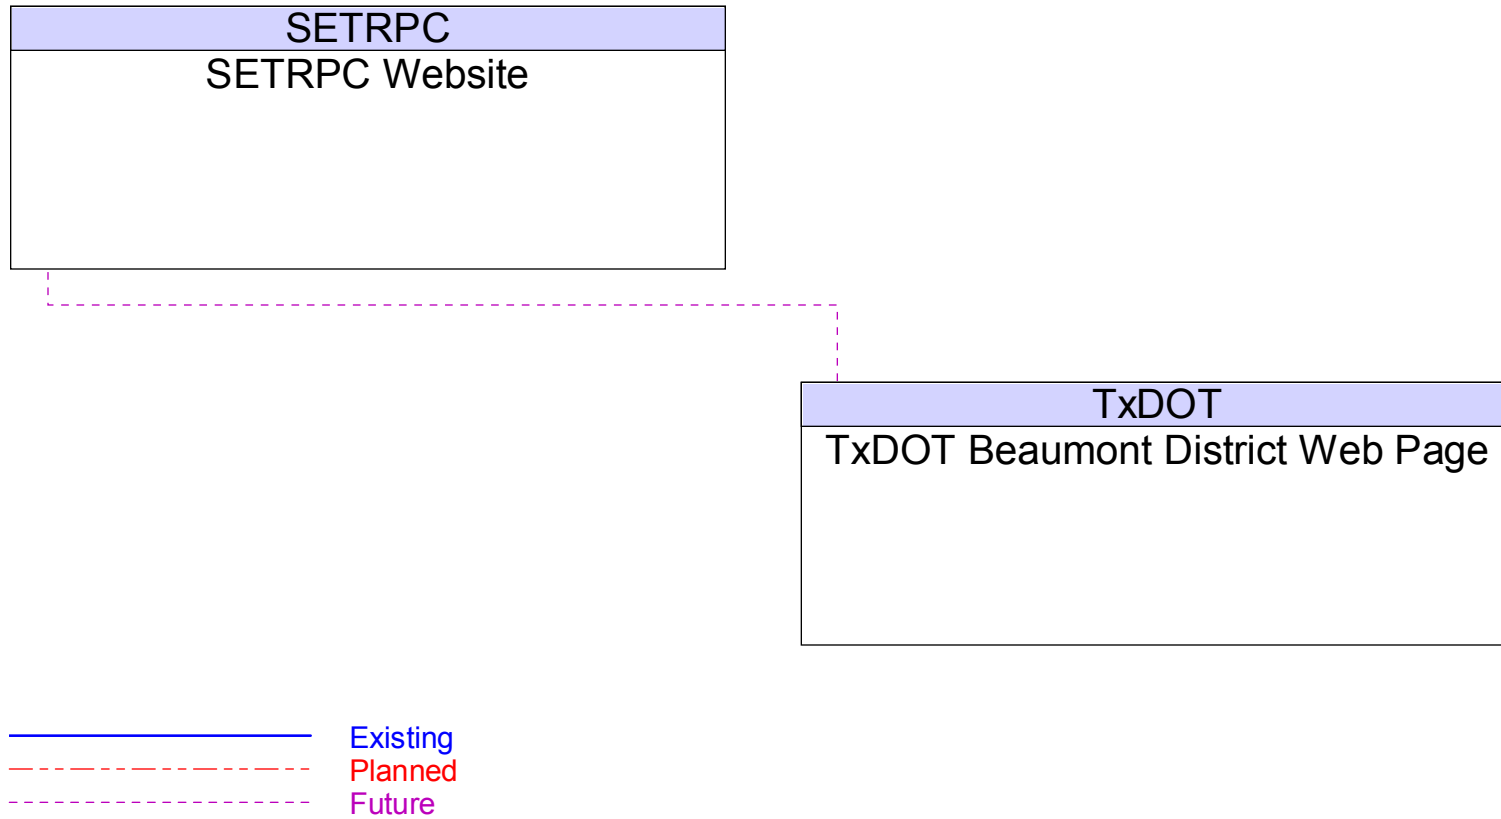 SETRPC
SETRPC Website
TxDOT
TxDOT Beaumont District Web Page
Existing
Planned
Future